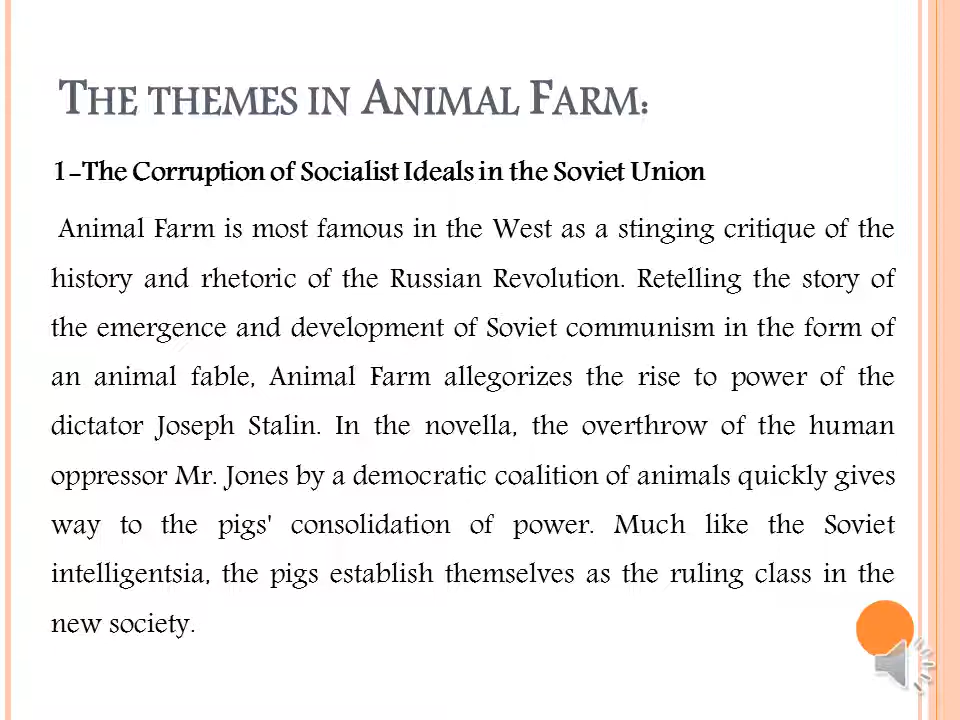 THE THEMES IN ANIMAL FARM:
1-The Corruption of Socialist Ideals in the Soviet Union
Animal Farm is most famous in the West as a stinging critique of the
history and rhetoric of the Russian Revolution. Retelling the story of
the emergence and development of Soviet communism in the form of
an animal fable, Animal Farm allegorizes the rise to power of the
dictator Joseph Stalin. In the novella, the overthrow of the human
oppressor Mr. Jones by a democratic coalition of animals quickly gives
way to the pigs' consolidation of power. Much like the Soviet
intelligentsia, the pigs establish themselves as the ruling class in the
new society.